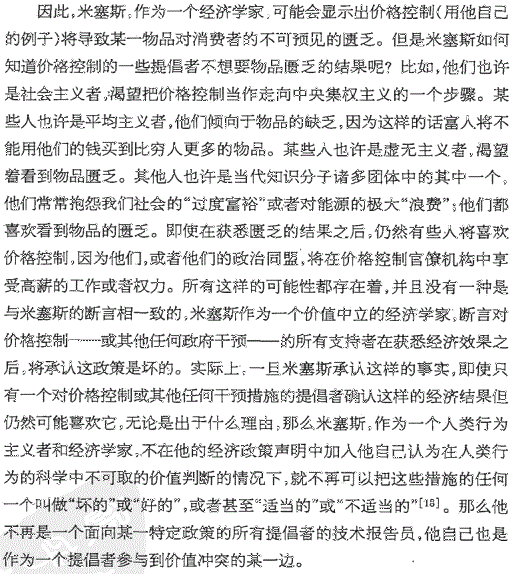 因此,米塞斯,作为一个经济学家,可能会显示出价格控制(用他自己
的例子)将导致某一物品对消费者的不可预见的匮乏。但是米塞斯如何
知道价格控制的一些提倡者不想要物品匮乏的结果呢?比如,他们也许
是社会主义者,渴望把价格控制当作走向中央集权主义的一个步骤。某
些人也许是平均主义者,他们倾向于物品的缺乏,因为这样的话富人将不
能用他们的钱买到比穷人更多的物品。某些人也许是虚无主义者,渴望
着看到物品匮乏。其他人也许是当代知识分子诸多团体中的其中一个,
他们常常抱怨我们社会的“过度富裕”或者对能源的极大“浪费”;他们都
喜欢看到物品的匮乏。即使在获悉匮乏的结果之后,仍然有些人将喜欢
价格控制,因为他们,或者他们的政治同盟,将在价格控制官僚机构中享
受高薪的工作或者权力。所有这样的可能性都存在着,并且没有一种是
与米塞斯的断言相一致的,米塞斯作为一个价值中立的经济学家,断言对
价格控制——或其他任何政府干预——的所有支持者在获悉经济效果之
后,将承认这政策是坏的。实际上,一旦米塞斯承认这样的事实,即使只
有一个对价格控制或其他任何干预措施的提倡者确认这样的经济结果但
仍然可能喜欢它,无论是出于什么理由,那么米塞斯,作为一个人类行为
主义者和经济学家,不在他的经济政策声明中加入他自己认为在人类行
为的科学中不可取的价值判断的情况下,就不再可以把这些措施的任何
一个叫做“坏的”或“好的”,或者甚至“适当的”或“不适当的”[18]。那么他
不再是一个面向某一特定政策的所有提倡者的技术报告员,他自己也是
作为一个提倡者参与到价值冲突的某一边。